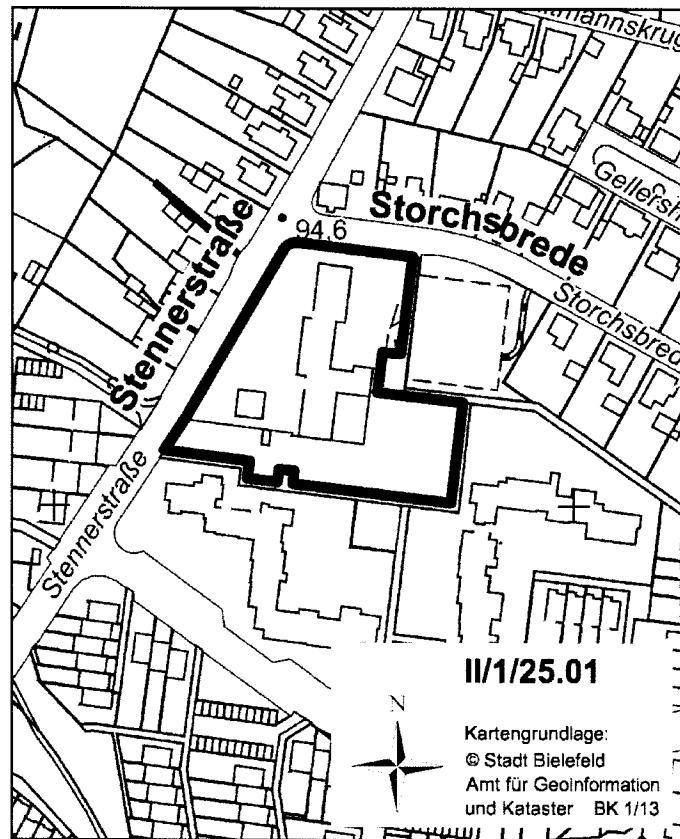 Storchsbrede
94.6
Stennerstraße
Storchsbrede
Stennerstraße
II/1/25.01
N
Kartengrundlage:
© Stadt Bielefeld
Amt für Geoinformation
und Kataster BK 1/13